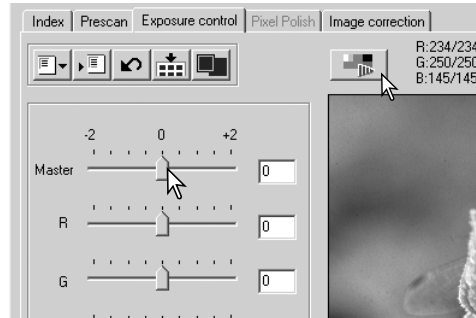 Index Prescan Exposure control Pixel Polish Image correction
R:234/234
G:250/250
B:145/145
-2 0 +2
Master 0
R 0
G 0